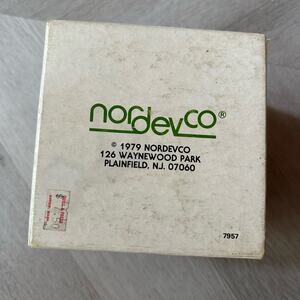 nordevco®
© 1979 NORDEVCO
126 WAYNEWOOD PARK
PLAINFIELD, N.J. 07060
7957